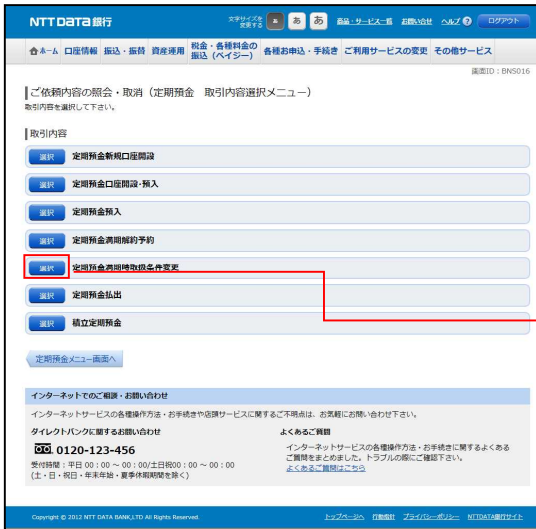 NTT DATA 銀行
文字サイズを
変更する
あ あ あ
商品・サービス一覧 お問い合せ ヘルプ ? ログアウト
ホーム 口座情報 振込・振替 資産運用 税金・各種料金の
振込（ペイジー） 各種お申込・手続き ご利用サービスの変更 その他サービス
画面ID：BNS016
ご依頼内容の照会・取消（定期預金 取引内容選択メニュー）
取引内容を選択して下さい。
取引内容
選択 定期預金新規口座開設
選択 定期預金口座開設･預入
選択 定期預金預入
選択 定期預金満期解約予約
選択 定期預金満期時取扱条件変更
選択 定期預金払出
選択 積立定期預金
定期預金メニュー画面へ
インターネットでのご相談・お問い合わせ
インターネットサービスの各種操作方法・お手続きや店頭サービスに関するご不明点は、お気軽にお問い合わせ下さい。
ダイレクトバンクに関するお問い合わせ
0120-123-456
受付時間：平日 00：00 ～ 00：00/土日祝00：00 ～ 00：00
(土・日・祝日・年末年始・夏季休暇期間を除く)
よくあるご質問
インターネットサービスの各種操作方法・お手続きに関するよくある
ご質問をまとめました。トラブルの際にご確認下さい。
よくあるご質問はこちら
Copyright © 2012 NTT DATA BANK,LTD All Rights Reserved.
トップページへ 行動指針 プライバシーポリシー NTTDATA銀行サイト